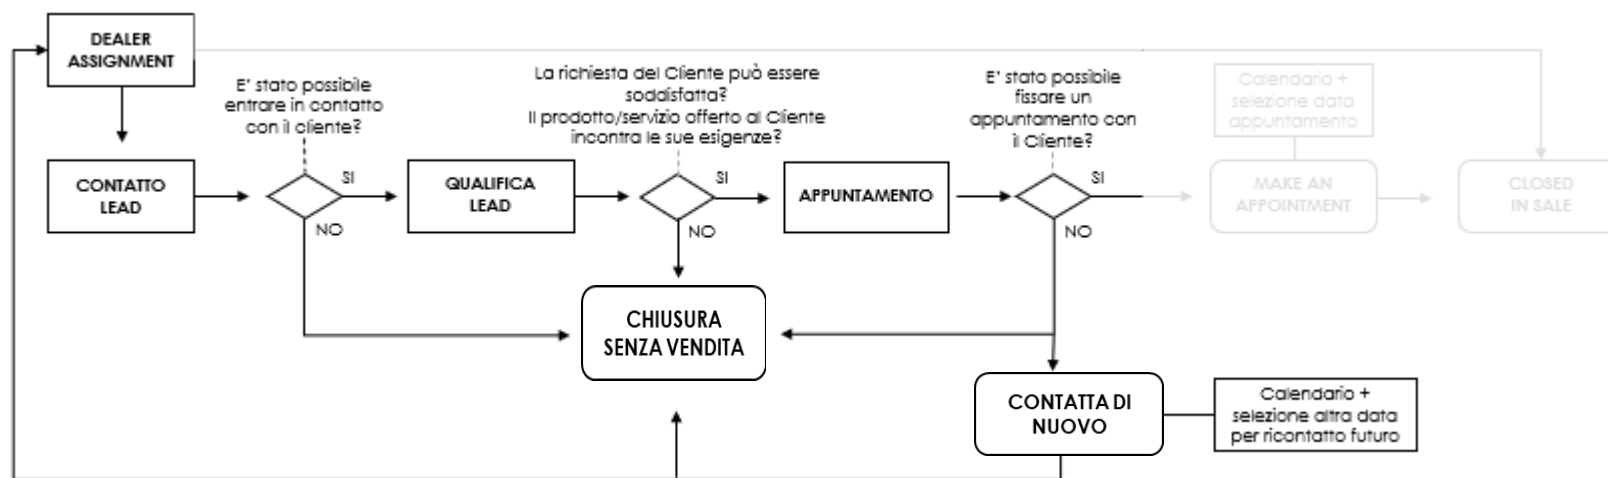 DEALER
ASSIGNMENT
E' stato possibile
entrare in contatto
con il cliente?
La richiesta del Cliente può essere
soddisfatta?
Il prodotto/servizio offerto al Cliente
incontra le sue esigenze?
E' stato possibile
fissare un
appuntamento con
il Cliente?
Calendario +
selezione data
appuntamento
CONTATTO
LEAD
SI
NO
QUALIFICA
LEAD
SI
NO
APPUNTAMENTO
SI
NO
MAKE AN
APPOINTMENT
CLOSED
IN SALE
CHIUSURA
SENZA VENDITA
CONTATTA DI
NUOVO
Calendario +
selezione altra data
per ricontatto futuro